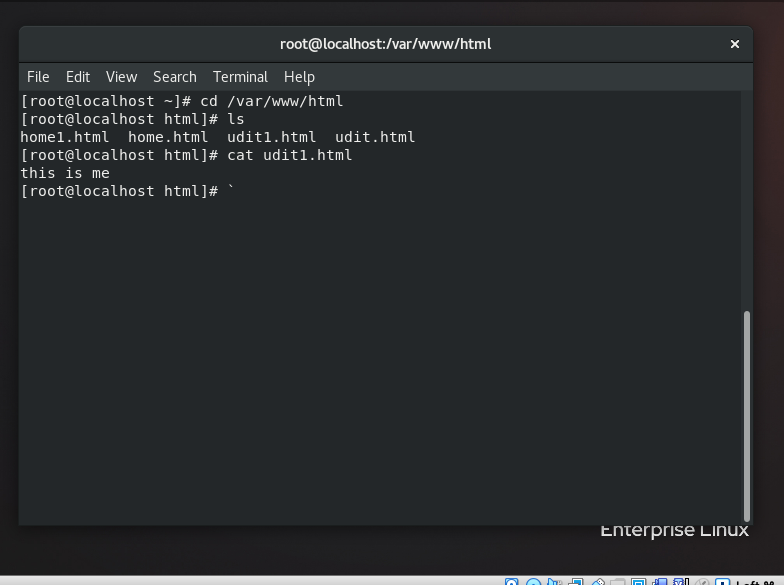 root@localhost:/var/www/html
File Edit View Search Terminal Help
[root@localhost ~]# cd /var/www/html
[root@localhost html]# ls
home1.html  home.html  udit1.html  udit.html
[root@localhost html]# cat udit1.html
this is me
[root@localhost html]# `
Enterprise Linux
Left ⌘